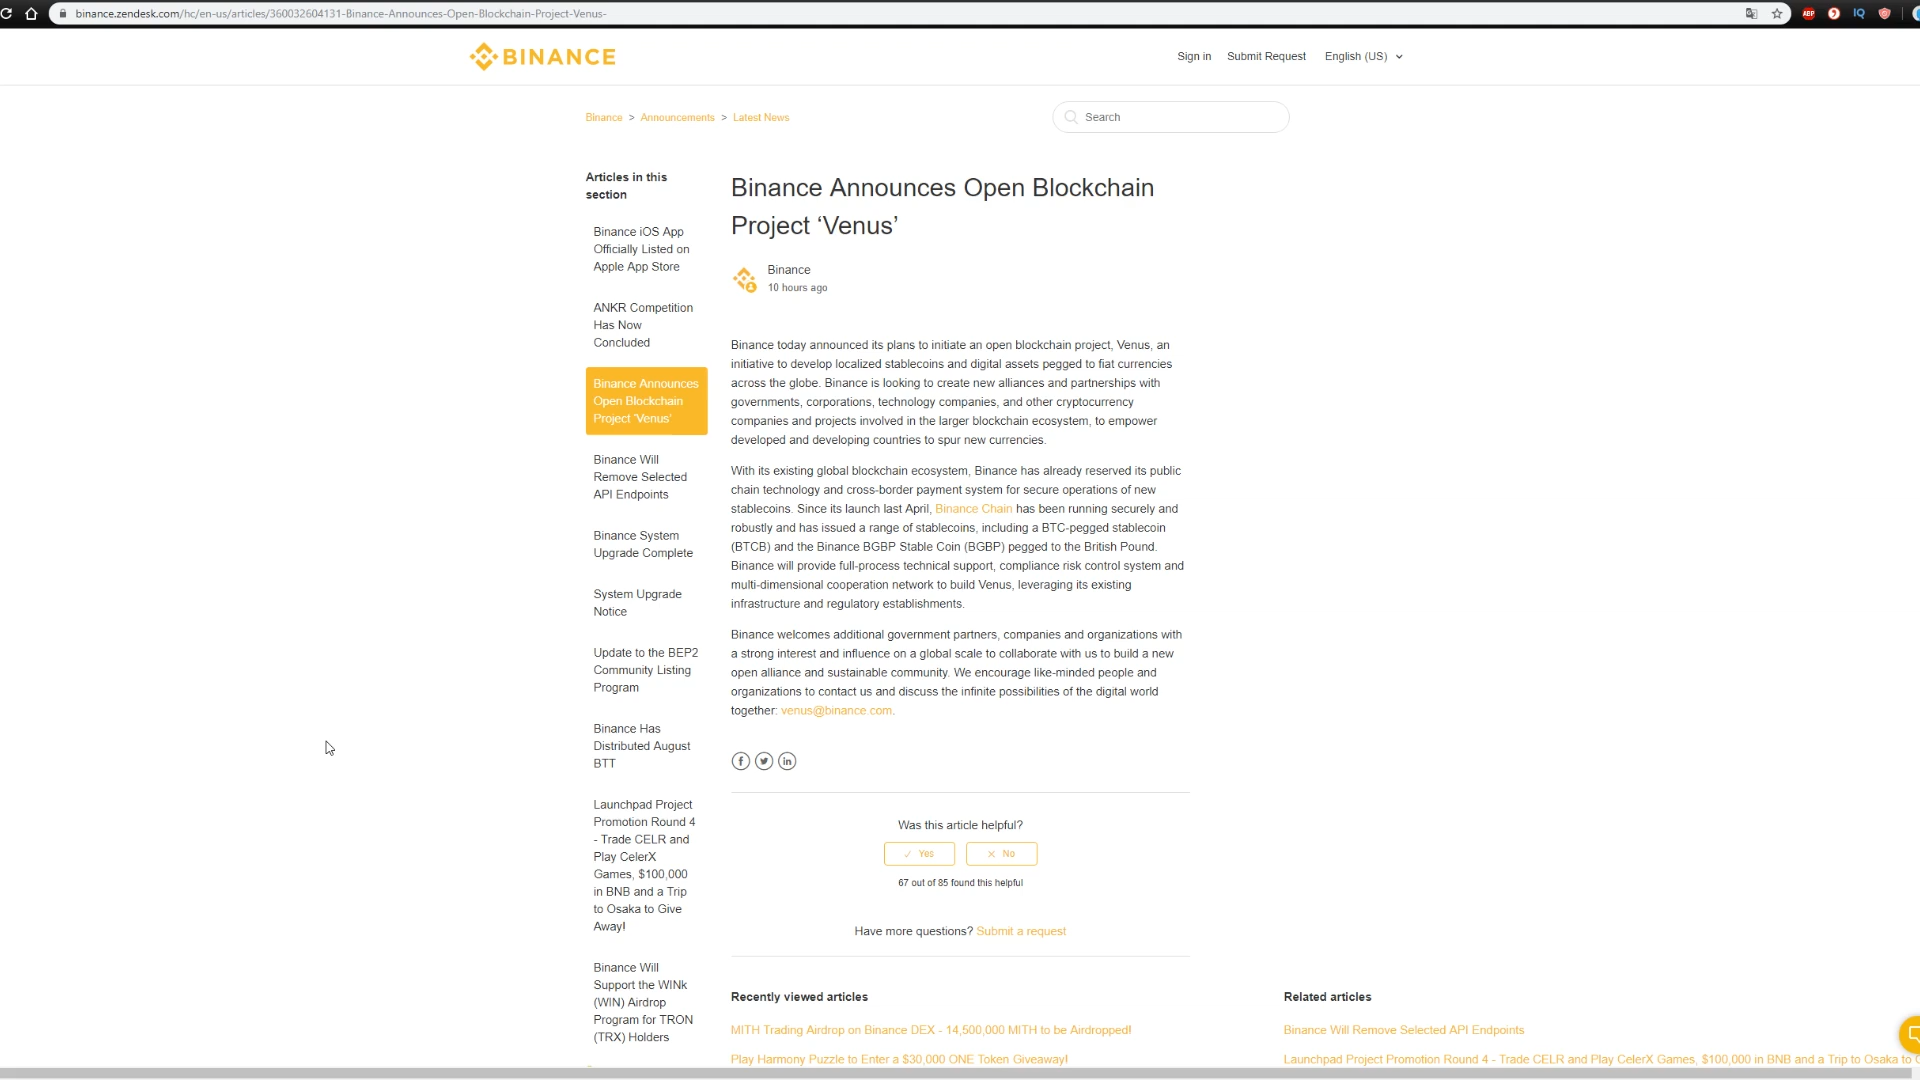 binance.zendesk.com/hc/en-us/articles/360032604131-Binance-Announces-Open-Blockchain-Project-Venus-
ABP
IQ
BINANCE
Sign in
Submit Request
English (US)
Binance > Announcements > Latest News
Search
Articles in this
section
Binance iOS App
Officially Listed on
Apple App Store
ANKR Competition
Has Now
Concluded
Binance Announces
Open Blockchain
Project ‘Venus’
Binance Will
Remove Selected
API Endpoints
Binance System
Upgrade Complete
System Upgrade
Notice
Update to the BEP2
Community Listing
Program
Binance Has
Distributed August
BTT
Launchpad Project
Promotion Round 4
- Trade CELR and
Play CelerX
Games, $100,000
in BNB and a Trip
to Osaka to Give
Away!
Binance Will
Support the WINk
(WIN) Airdrop
Program for TRON
(TRX) Holders
Binance Announces Open Blockchain
Project ‘Venus’
Binance
10 hours ago
Binance today announced its plans to initiate an open blockchain project, Venus, an
initiative to develop localized stablecoins and digital assets pegged to fiat currencies
across the globe. Binance is looking to create new alliances and partnerships with
governments, corporations, technology companies, and other cryptocurrency
companies and projects involved in the larger blockchain ecosystem, to empower
developed and developing countries to spur new currencies.
With its existing global blockchain ecosystem, Binance has already reserved its public
chain technology and cross-border payment system for secure operations of new
stablecoins. Since its launch last April, Binance Chain has been running securely and
robustly and has issued a range of stablecoins, including a BTC-pegged stablecoin
(BTCB) and the Binance BGBP Stable Coin (BGBP) pegged to the British Pound.
Binance will provide full-process technical support, compliance risk control system and
multi-dimensional cooperation network to build Venus, leveraging its existing
infrastructure and regulatory establishments.
Binance welcomes additional government partners, companies and organizations with
a strong interest and influence on a global scale to collaborate with us to build a new
open alliance and sustainable community. We encourage like-minded people and
organizations to contact us and discuss the infinite possibilities of the digital world
together: venus@binance.com.
Was this article helpful?
Yes
No
67 out of 85 found this helpful
Have more questions? Submit a request
Recently viewed articles
MITH Trading Airdrop on Binance DEX - 14,500,000 MITH to be Airdropped!
Play Harmony Puzzle to Enter a $30,000 ONE Token Giveaway!
Related articles
Binance Will Remove Selected API Endpoints
Launchpad Project Promotion Round 4 - Trade CELR and Play CelerX Games, $100,000 in BNB and a Trip to Osaka to